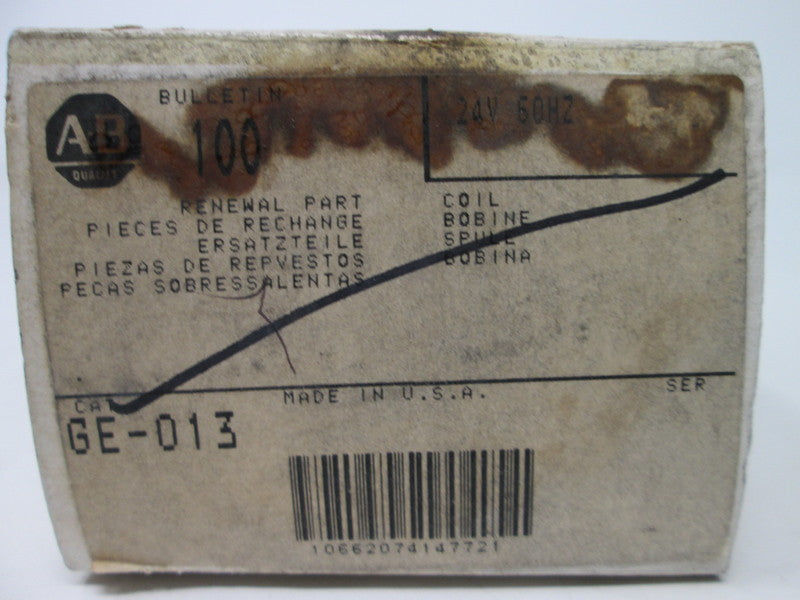 BULLETIN
100
24V 60HZ
AB
QUALITY
RENEWAL PART
PIECES DE RECHANGE
ERSATZTEILE
PIEZAS DE REPVESTOS
PECAS SOBRESSALENTAS
COIL
BOBINE
SPULE
BOBINA
CAT
MADE IN U.S.A.
SER
GE-013
10662074147721